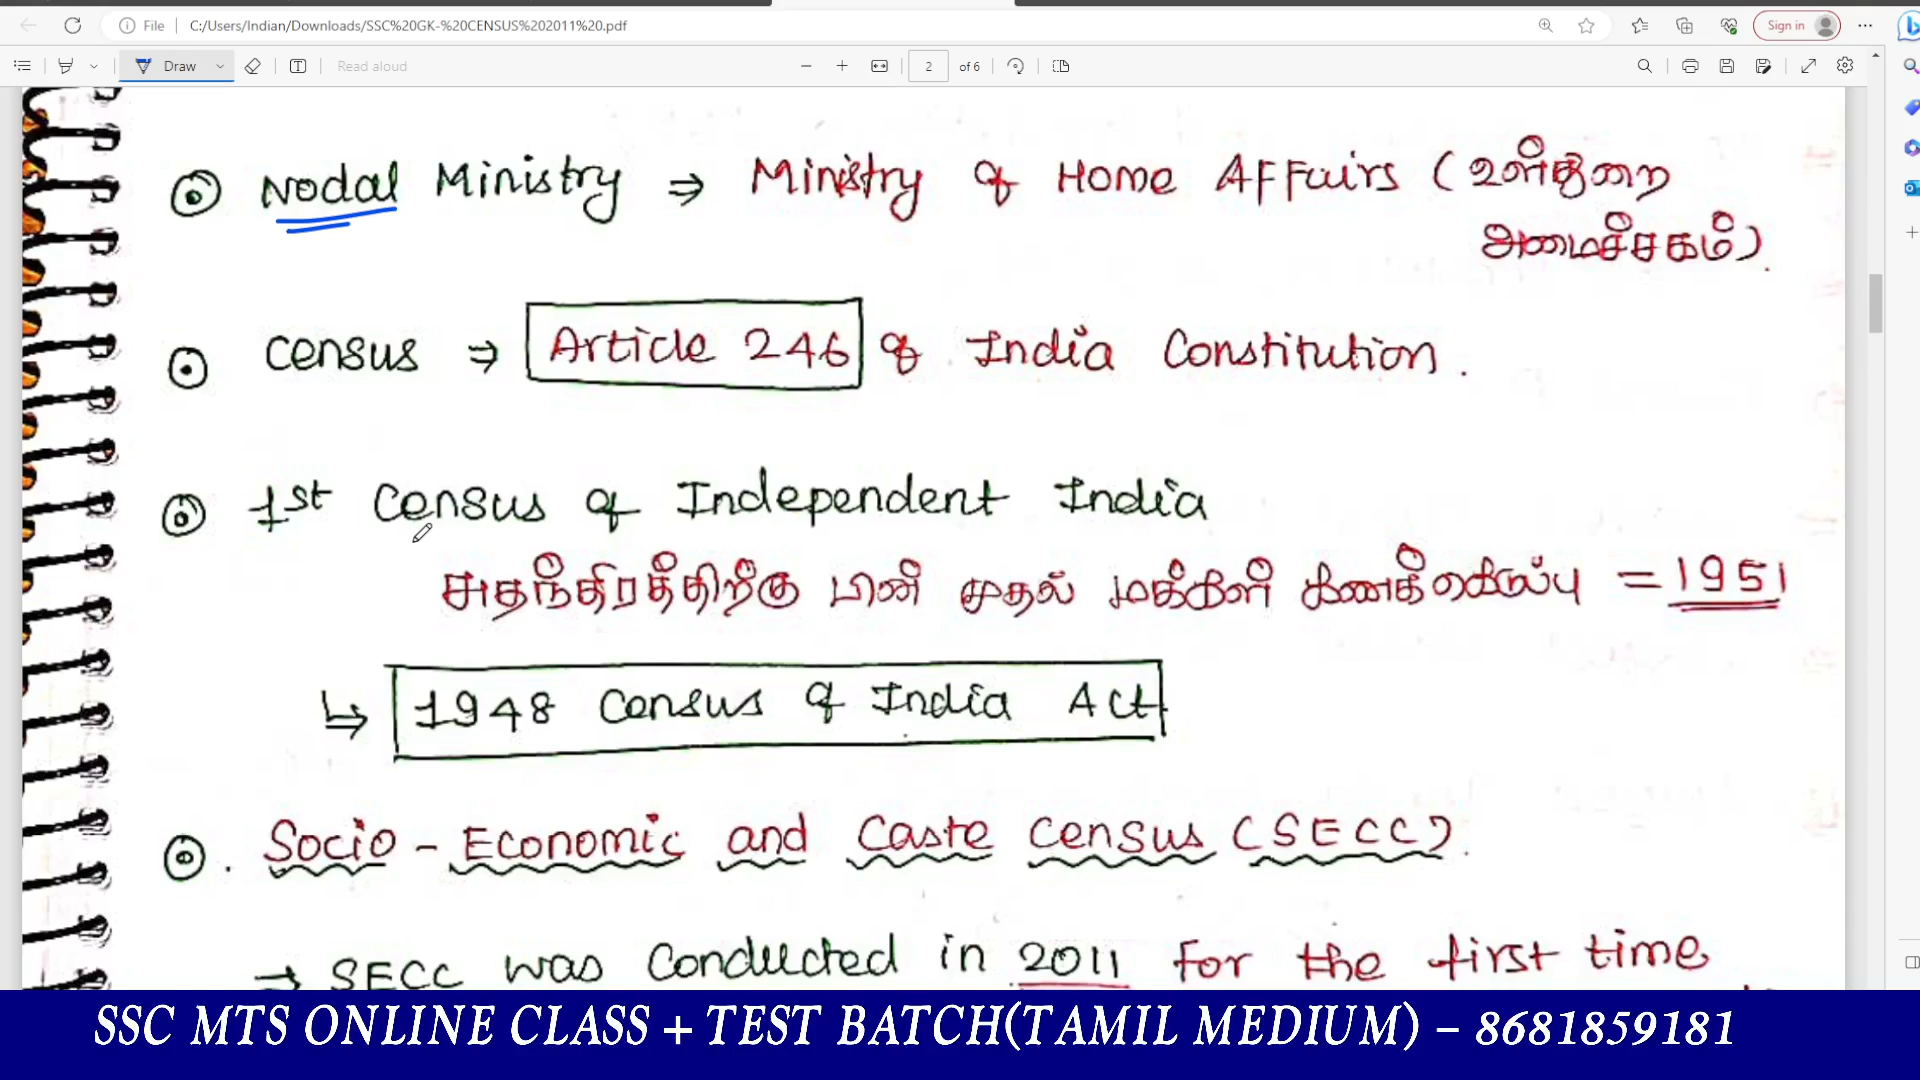 File C:/Users/Indian/Downloads/SSC%20GK-%20CENSUS%202011%20.pdf Sign in
Draw Read aloud 2 of 6
Nodal Ministry ⇒ Ministry of Home Affairs (உள்துறை
அமைச்சகம்).
Census ⇒ Article 246 of India Constitution.
1st Census of Independent India
சுதந்திரத்திற்கு பின் முதல் மக்கள் கணக்கெடுப்பு = 1951
↳ 1948 Census of India Act
. Socio - Economic and Caste Census (SECC).
→ SECC was Conducted in 2011 for the first time
SSC MTS ONLINE CLASS + TEST BATCH(TAMIL MEDIUM) – 8681859181